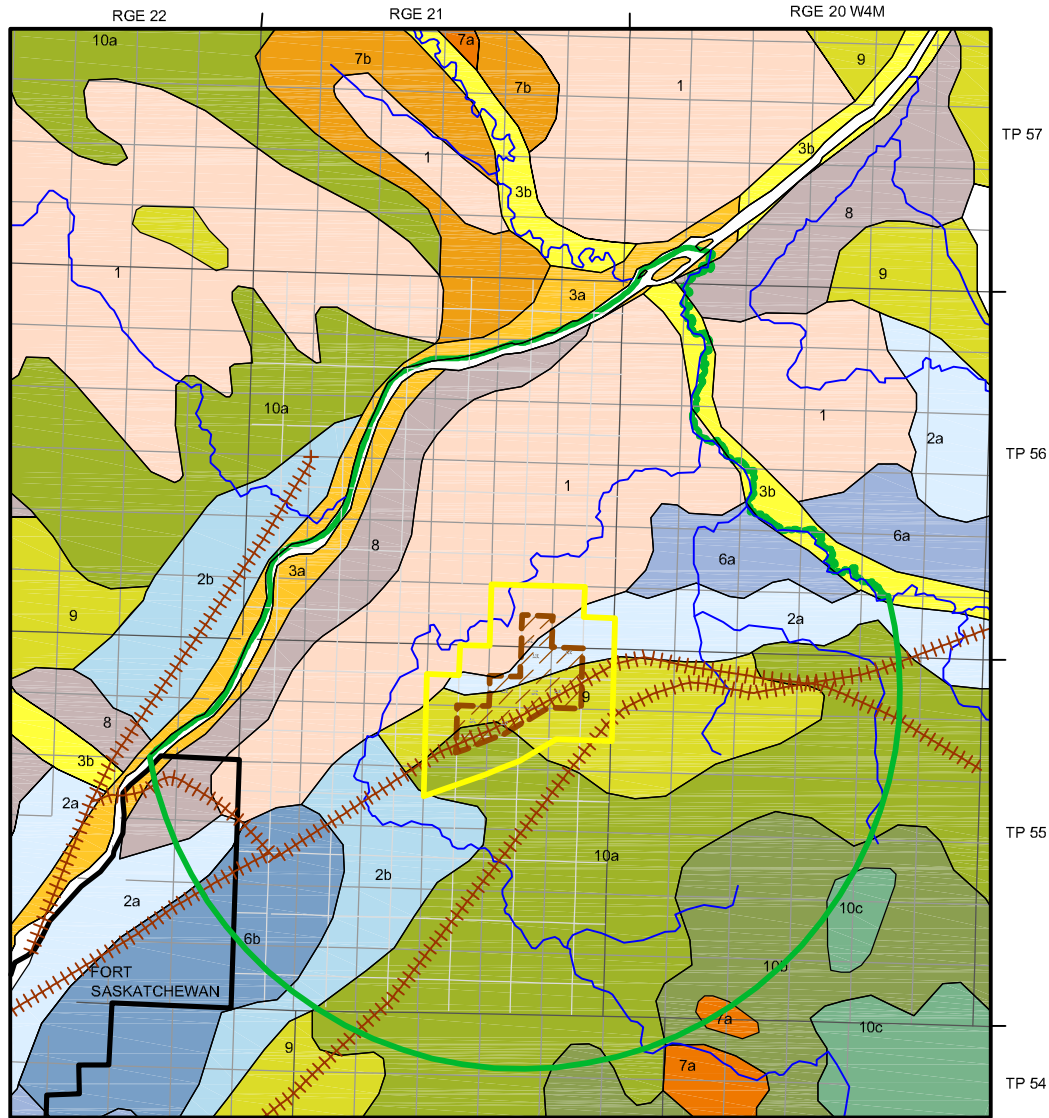 RGE 22
RGE 21
RGE 20 W4M
10a
7b
7a
7b
1
9
TP 57
1
3b
3b
8
1
9
3a
10a
1
2a
TP 56
1
3b
6a
8
6a
2b
3a
9
2a
9
8
3b
2a
10a
TP 55
2b
2a
10c
6b
10b
FORT
SASKATCHEWAN
7a
10c
9
7a
TP 54